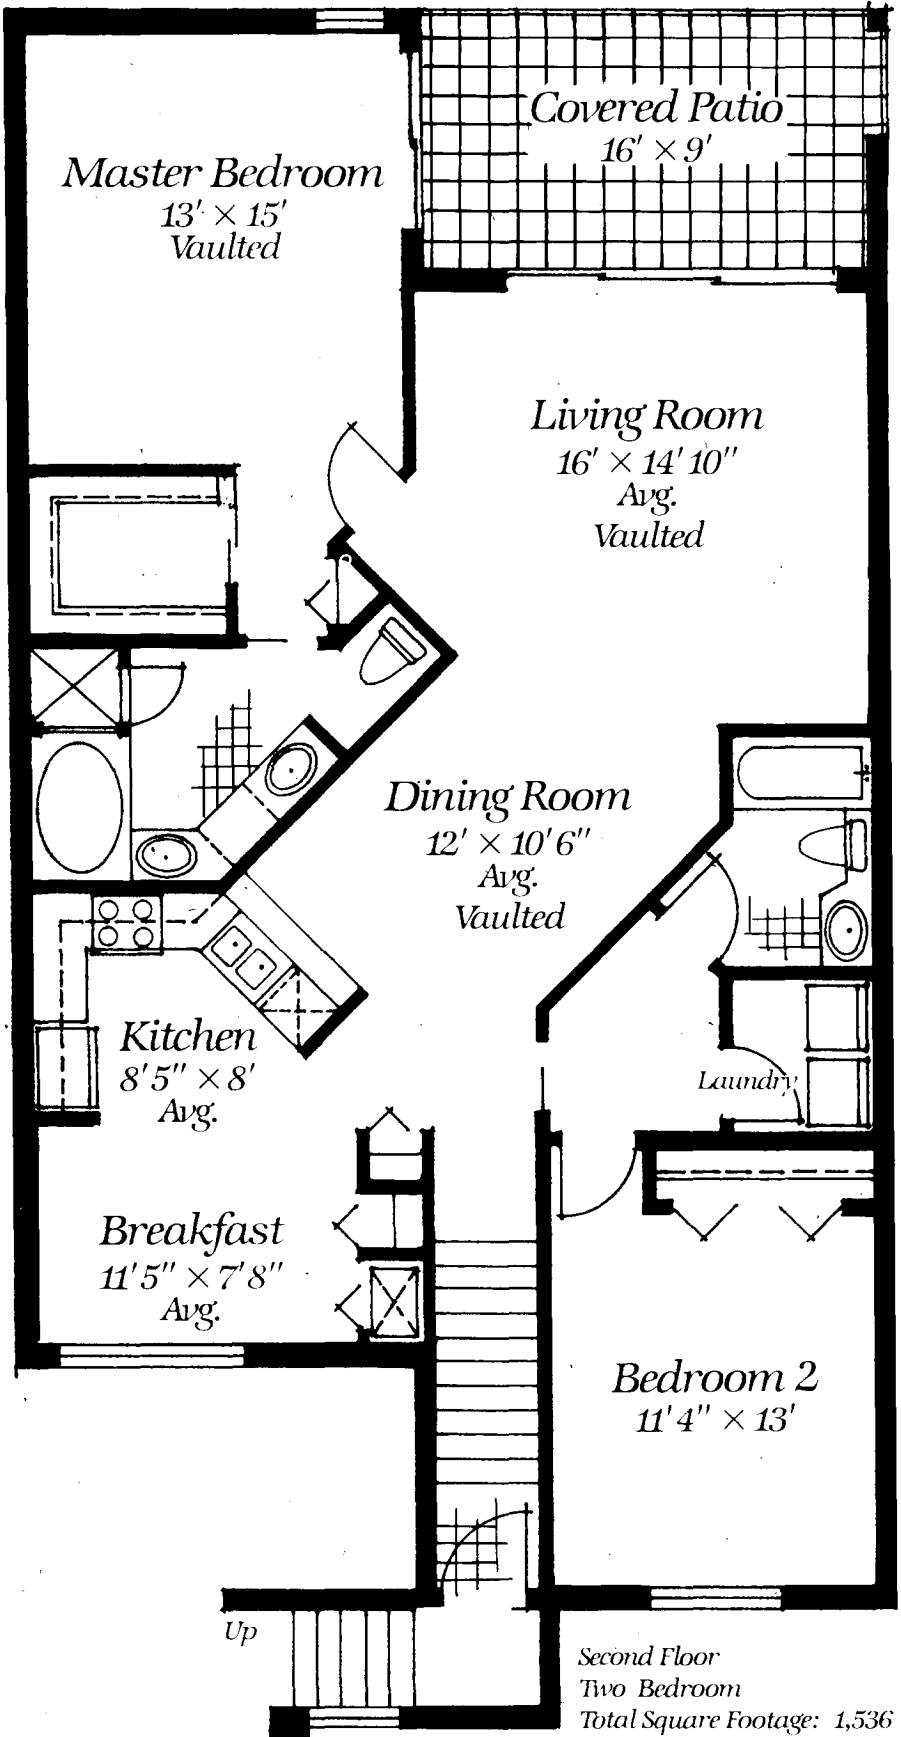 Covered Patio
16' × 9'
Master Bedroom
13' × 15'
Vaulted
Living Room
16' × 14' 10"
Avg.
Vaulted
Dining Room
12' × 10' 6"
Avg.
Vaulted
Kitchen
8' 5" × 8'
Avg.
Laundry
Breakfast
11' 5" × 7' 8"
Avg.
Bedroom 2
11' 4" × 13'
Up
Second Floor
Two Bedroom
Total Square Footage: 1,536